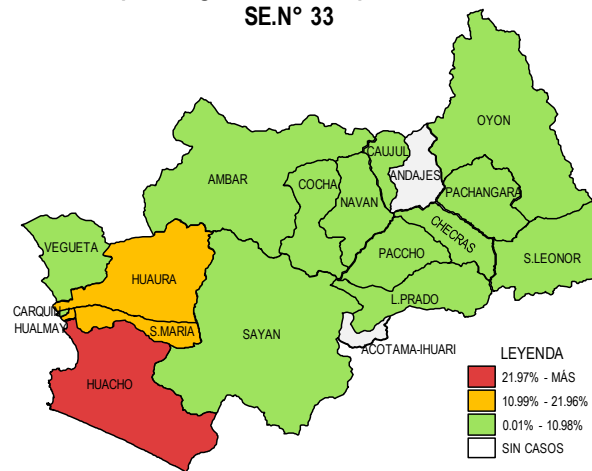 SE.N° 33
OYON
CAUJUL
ANDAJES
AMBAR
COCHA
NAVAN
PACHANGARA
CHECRAS
VEGUETA
PACCHO
S.LEONOR
HUAURA
L.PRADO
CARQUIN
HUALMAY
S.MARIA
SAYAN
ACOTAMA-IHUARI
HUACHO
LEYENDA
21.97% - MÁS
10.99% - 21.96%
0.01% - 10.98%
SIN CASOS